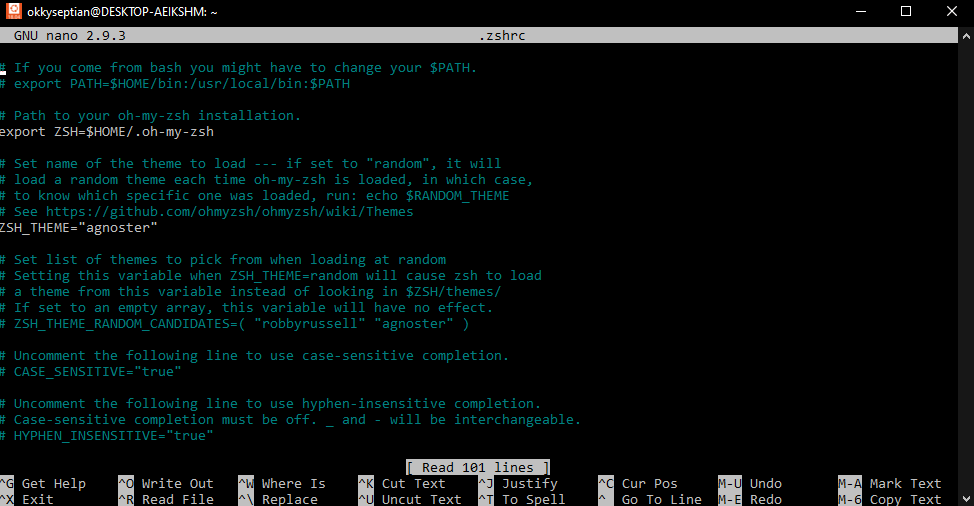 okkyseptian@DESKTOP-AEIKSHM: ~
GNU nano 2.9.3 .zshrc
# If you come from bash you might have to change your $PATH.
# export PATH=$HOME/bin:/usr/local/bin:$PATH
# Path to your oh-my-zsh installation.
export ZSH=$HOME/.oh-my-zsh
# Set name of the theme to load --- if set to "random", it will
# load a random theme each time oh-my-zsh is loaded, in which case,
# to know which specific one was loaded, run: echo $RANDOM_THEME
# See https://github.com/ohmyzsh/ohmyzsh/wiki/Themes
ZSH_THEME="agnoster"
# Set list of themes to pick from when loading at random
# Setting this variable when ZSH_THEME=random will cause zsh to load
# a theme from this variable instead of looking in $ZSH/themes/
# If set to an empty array, this variable will have no effect.
# ZSH_THEME_RANDOM_CANDIDATES=( "robbyrussell" "agnoster" )
# Uncomment the following line to use case-sensitive completion.
# CASE_SENSITIVE="true"
# Uncomment the following line to use hyphen-insensitive completion.
# Case-sensitive completion must be off. _ and - will be interchangeable.
# HYPHEN_INSENSITIVE="true"
[ Read 101 lines ]
^G Get Help ^O Write Out ^W Where Is ^K Cut Text ^J Justify ^C Cur Pos M-U Undo M-A Mark Text
^X Exit ^R Read File ^\ Replace ^U Uncut Text ^T To Spell ^_ Go To Line M-E Redo M-6 Copy Text